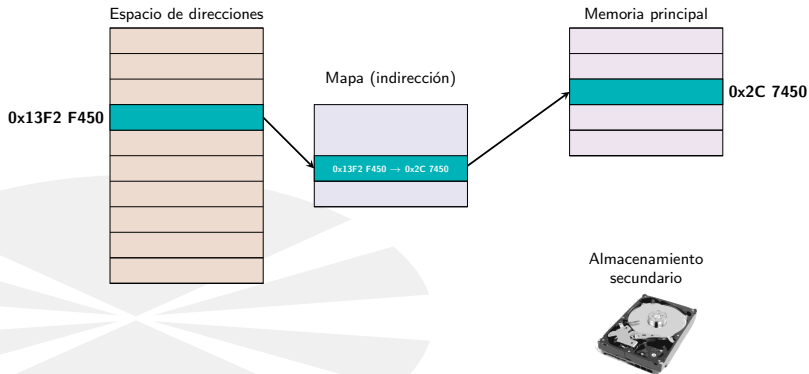 Espacio de direcciones
Memoria principal
Mapa (indirección)
0x13F2 F450
0x2C 7450
0x13F2 F450 → 0x2C 7450
Almacenamiento
secundario